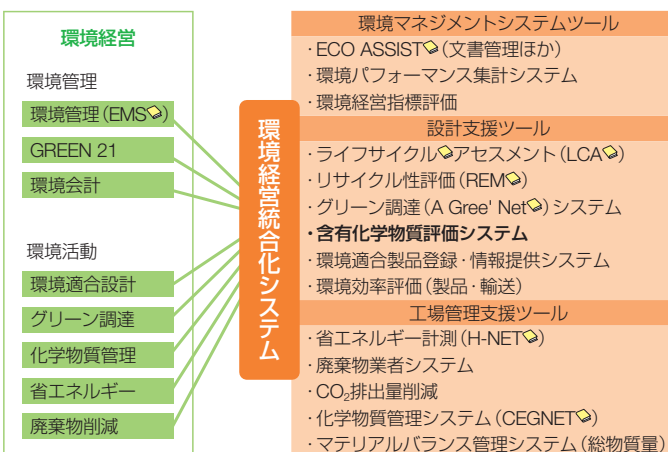 環境経営
環境管理
環境管理(EMS)
GREEN 21
環境会計
環境活動
環境適合設計
グリーン調達
化学物質管理
省エネルギー
廃棄物削減
環境経営統合化システム
環境マネジメントシステムツール
・ECO ASSIST(文書管理ほか)
・環境パフォーマンス集計システム
・環境経営指標評価
設計支援ツール
・ライフサイクルアセスメント(LCA)
・リサイクル性評価(REM)
・グリーン調達(A Gree' Net)システム
・含有化学物質評価システム
・環境適合製品登録・情報提供システム
・環境効率評価(製品・輸送)
工場管理支援ツール
・省エネルギー計測(H-NET)
・廃棄物業者システム
・CO₂排出量削減
・化学物質管理システム(CEGNET)
・マテリアルバランス管理システム(総物質量)